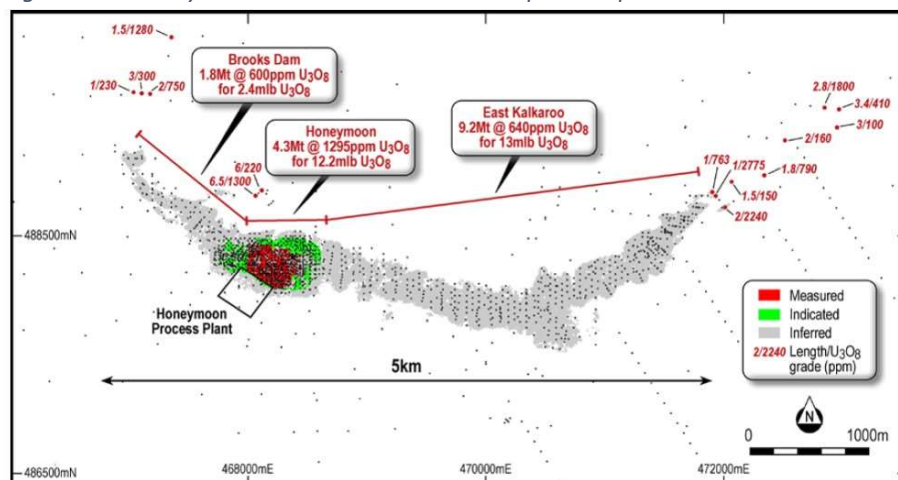 1.5/1280
Brooks Dam
1.8Mt @ 600ppm U₃O₈
for 2.4mlb U₃O₈
3/300
1/230
2/750
Honeymoon
4.3Mt @ 1295ppm U₃O₈
for 12.2mlb U₃O₈
East Kalkaroo
9.2Mt @ 640ppm U₃O₈
for 13mlb U₃O₈
2.8/1800
3.4/410
3/100
2/160
1.8/790
6/220
6.5/1300
1/763
1/2775
1.5/150
2/2240
488500mN
Honeymoon
Process Plant
Measured
Indicated
Inferred
2/2240 Length/U₃O₈
grade (ppm)
5km
N
0 1000m
486500mN
468000mE
470000mE
472000mE